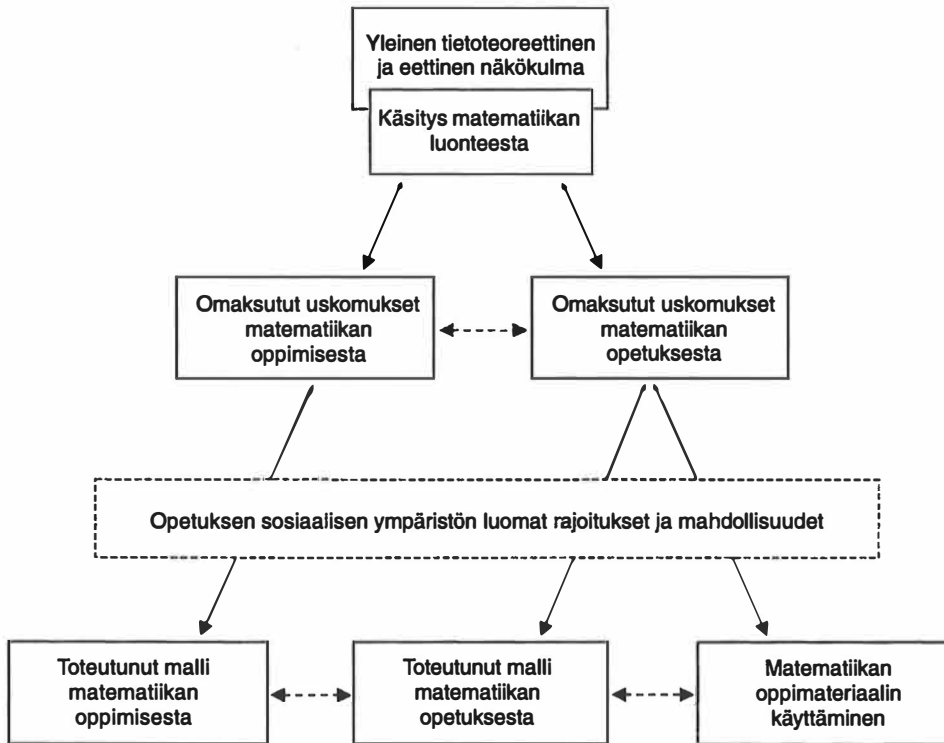 Yleinen tietoteoreettinen
ja eettinen näkökulma
Käsitys matematiikan
luonteesta
Omaksutut uskomukset
matematiikan
oppimisesta
Omaksutut uskomukset
matematiikan
opetuksesta
Opetuksen sosiaalisen ympäristön luomat rajoitukset ja mahdollisuudet
Toteutunut malli
matematiikan
oppimisesta
Toteutunut malli
matematiikan
opetuksesta
Matematiikan
oppimateriaalin
käyttäminen